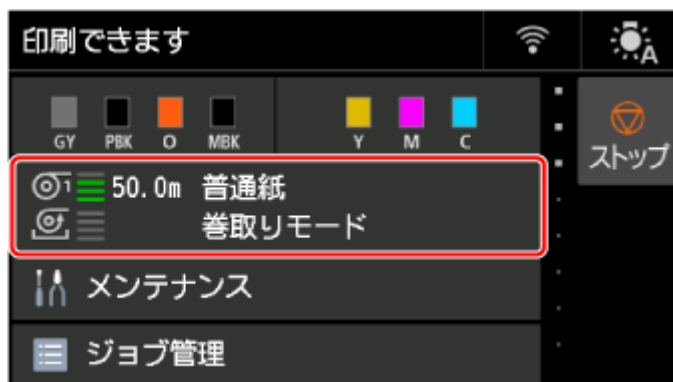 印刷できます
A
GY PBK O MBK Y M C
ストップ
1 50.0m 普通紙
巻取りモード
メンテナンス
ジョブ管理